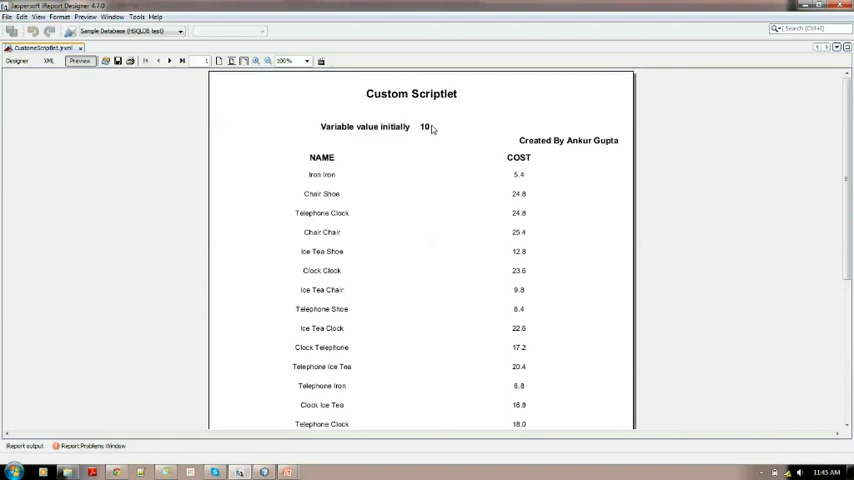 Jaspersoft iReport Designer 4.7.0
File Edit View Format Preview Window Tools Help
Sample Database (HSQLDB test)
Search (Ctrl+I)
CustomeScriptlet.jrxml
Designer XML Preview 1 100%
Custom Scriptlet
Variable value initially 10
Created By Ankur Gupta
NAME COST
Iron Iron 5.4
Chair Shoe 24.8
Telephone Clock 24.8
Chair Chair 25.4
Ice Tea Shoe 12.8
Clock Clock 23.6
Ice Tea Chair 9.8
Telephone Shoe 8.4
Ice Tea Clock 22.6
Clock Telephone 17.2
Telephone Ice Tea 20.4
Telephone Iron 8.8
Clock Ice Tea 16.8
Telephone Clock 18.0
Report output Report Problems Window
11:45 AM